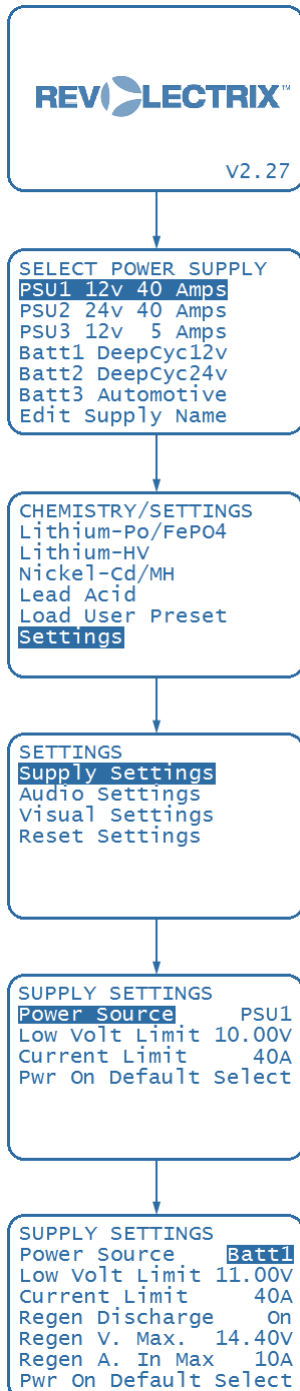 REVOLECTRIX™
v2.27
SELECT POWER SUPPLY
PSU1 12v 40 Amps
PSU2 24v 40 Amps
PSU3 12v 5 Amps
Batt1 DeepCyc12v
Batt2 DeepCyc24v
Batt3 Automotive
Edit Supply Name
CHEMISTRY/SETTINGS
Lithium-Po/FePO4
Lithium-HV
Nickel-Cd/MH
Lead Acid
Load User Preset
Settings
SETTINGS
Supply Settings
Audio Settings
Visual Settings
Reset Settings
SUPPLY SETTINGS
Power Source PSU1
Low Volt Limit 10.00V
Current Limit 40A
Pwr On Default Select
SUPPLY SETTINGS
Power Source Batt1
Low Volt Limit 11.00V
Current Limit 40A
Regen Discharge On
Regen V. Max. 14.40V
Regen A. In Max 10A
Pwr On Default Select